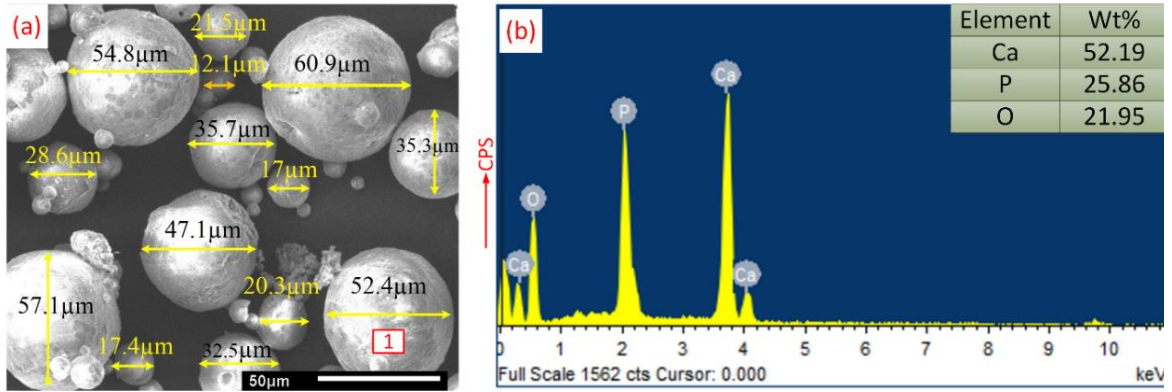 (a)
21.5µm
54.8µm
12.1µm
60.9µm
35.7µm
35.3µm
28.6µm
17µm
47.1µm
20.3µm
52.4µm
57.1µm
1
17.4µm
32.5µm
50µm
(b)
Element Wt%
Ca 52.19
P 25.86
O 21.95
CPS
Ca
P
O
Ca
Ca
0 1 2 3 4 5 6 7 8 9 10
Full Scale 1562 cts Cursor: 0.000 keV